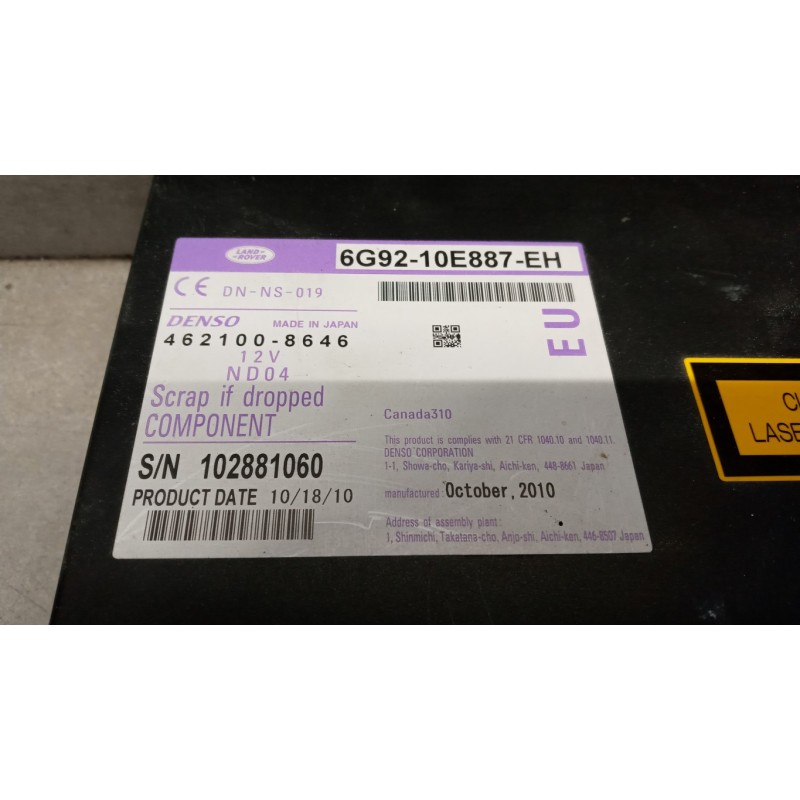 LAND-
-ROVER
6G92-10E887-EH
CE DN-NS-019
DENSO MADE IN JAPAN
462100-8646
12V
ND04
EU
Scrap if dropped
COMPONENT
Canada310
This product is complies with 21 CFR 1040.10 and 1040.11.
DENSO CORPORATION
1-1, Showa-cho, Kariya-shi, Aichi-ken, 448-8661 Japan
S/N 102881060
PRODUCT DATE 10/18/10
manufactured: October, 2010
Address of assembly plant:
1, Shinmichi, Takatana-cho, Anjo-shi, Aichi-ken, 446-8507 Japan
LASE